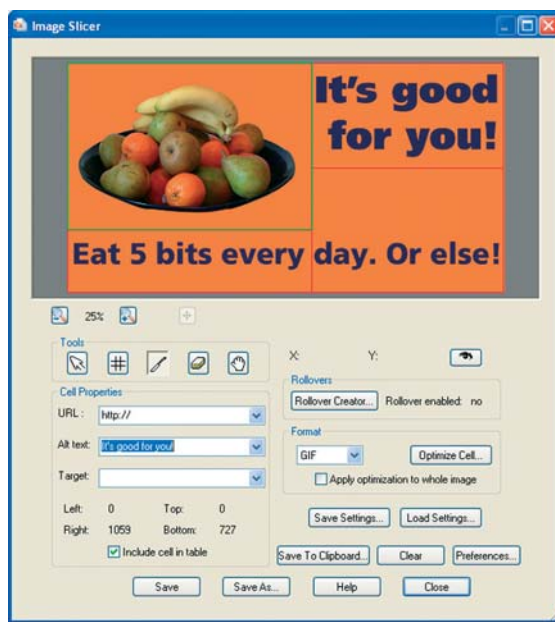 Image Slicer
It's good
for you!
Eat 5 bits every day. Or else!
25%
Tools
X: Y:
Rollovers
Rollover Creator... Rollover enabled: no
Cell Properties
URL : http://
Alt text: It's good for you!
Target:
Left: 0 Top: 0
Right: 1059 Bottom: 727
Include cell in table
Format
GIF Optimize Cell...
Apply optimization to whole image
Save Settings... Load Settings...
Save To Clipboard... Clear Preferences...
Save Save As... Help Close